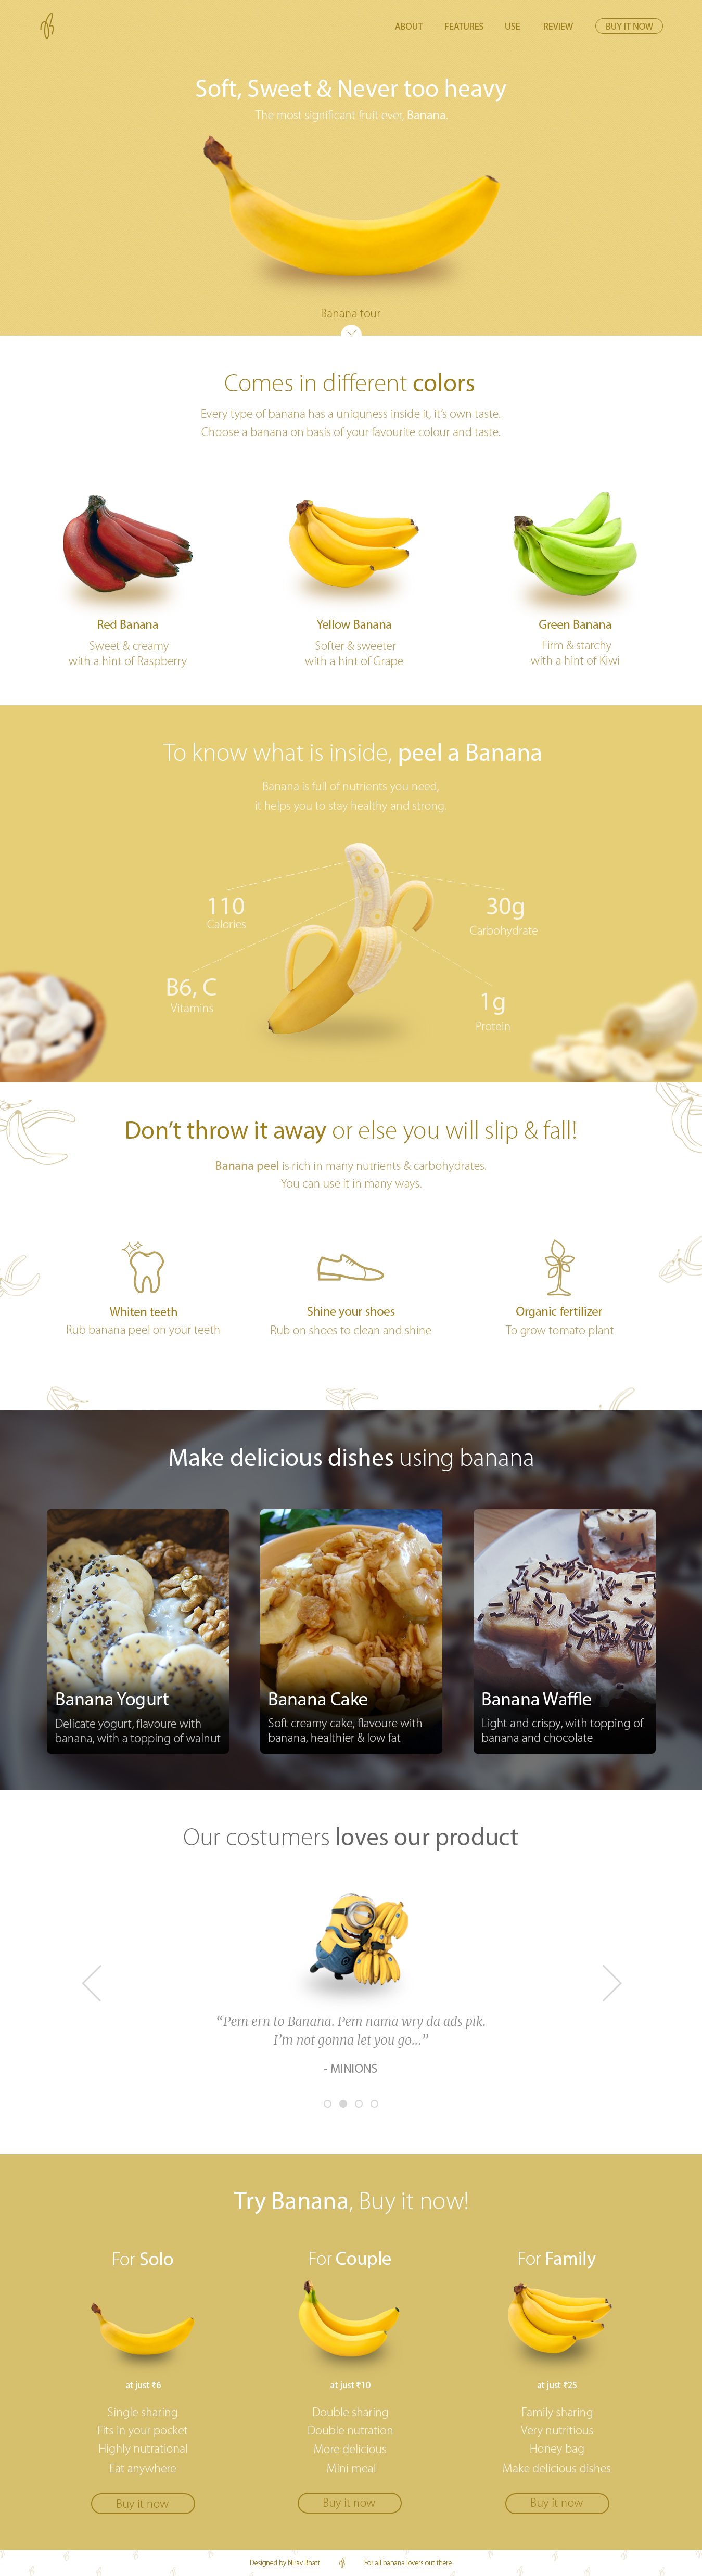 ABOUT FEATURES USE REVIEW BUY IT NOW
Soft, Sweet & Never too heavy
The most significant fruit ever, Banana.
Banana tour
Comes in different colors
Every type of banana has a uniquness inside it, it's own taste.
Choose a banana on basis of your favourite colour and taste.
Red Banana
Sweet & creamy
with a hint of Raspberry
Yellow Banana
Softer & sweeter
with a hint of Grape
Green Banana
Firm & starchy
with a hint of Kiwi
To know what is inside, peel a Banana
Banana is full of nutrients you need,
it helps you to stay healthy and strong.
110
Calories
30g
Carbohydrate
B6, C
Vitamins
1g
Protein
Don't throw it away or else you will slip & fall!
Banana peel is rich in many nutrients & carbohydrates.
You can use it in many ways.
Whiten teeth
Rub banana peel on your teeth
Shine your shoes
Rub on shoes to clean and shine
Organic fertilizer
To grow tomato plant
Make delicious dishes using banana
Banana Yogurt
Delicate yogurt, flavoure with
banana, with a topping of walnut
Banana Cake
Soft creamy cake, flavoure with
banana, healthier & low fat
Banana Waffle
Light and crispy, with topping of
banana and chocolate
Our costumers loves our product
“Pem ern to Banana. Pem nama wry da ads pik.
I’m not gonna let you go...”
- MINIONS
Try Banana, Buy it now!
For Solo
at just ₹6
Single sharing
Fits in your pocket
Highly nutrational
Eat anywhere
Buy it now
For Couple
at just ₹10
Double sharing
Double nutration
More delicious
Mini meal
Buy it now
For Family
at just ₹25
Family sharing
Very nutritious
Honey bag
Make delicious dishes
Buy it now
Designed by Nirav Bhatt
For all banana lovers out there